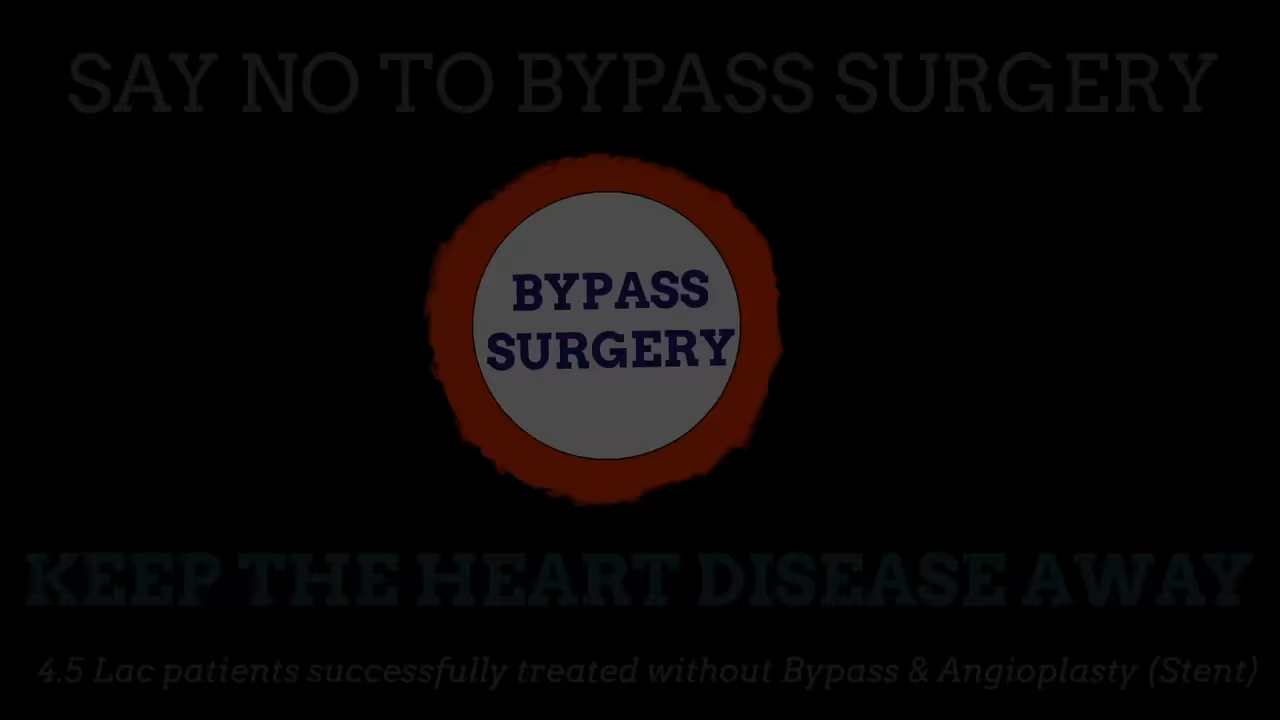 SAY NO TO BYPASS SURGERY
BYPASS
SURGERY
KEEP THE HEART DISEASE AWAY
4.5 Lac patients successfully treated without Bypass & Angioplasty (Stent)